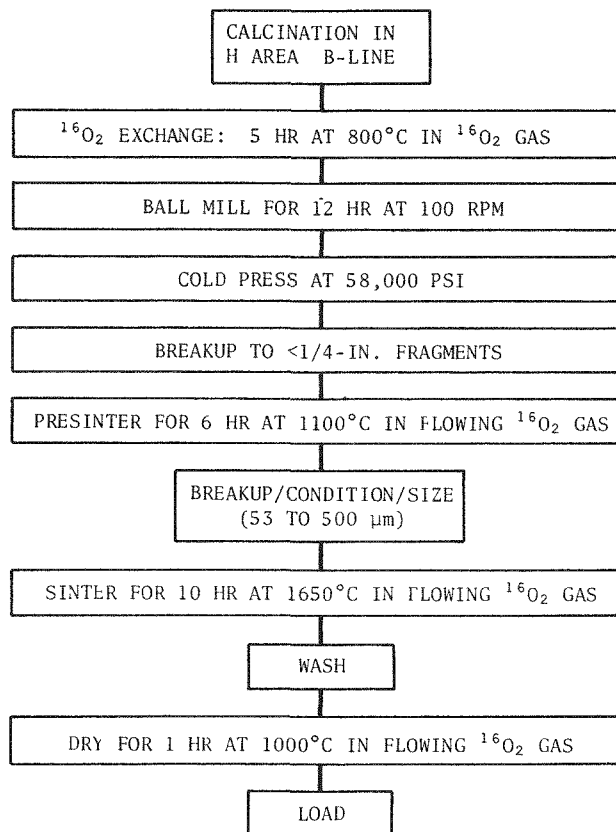 CALCINATION IN
H AREA B-LINE
¹⁶O₂ EXCHANGE: 5 HR AT 800°C IN ¹⁶O₂ GAS
BALL MILL FOR 12 HR AT 100 RPM
COLD PRESS AT 58,000 PSI
BREAKUP TO <1/4-IN. FRAGMENTS
PRESINTER FOR 6 HR AT 1100°C IN FLOWING ¹⁶O₂ GAS
BREAKUP/CONDITION/SIZE
(53 TO 500 µm)
SINTER FOR 10 HR AT 1650°C IN FLOWING ¹⁶O₂ GAS
WASH
DRY FOR 1 HR AT 1000°C IN FLOWING ¹⁶O₂ GAS
LOAD